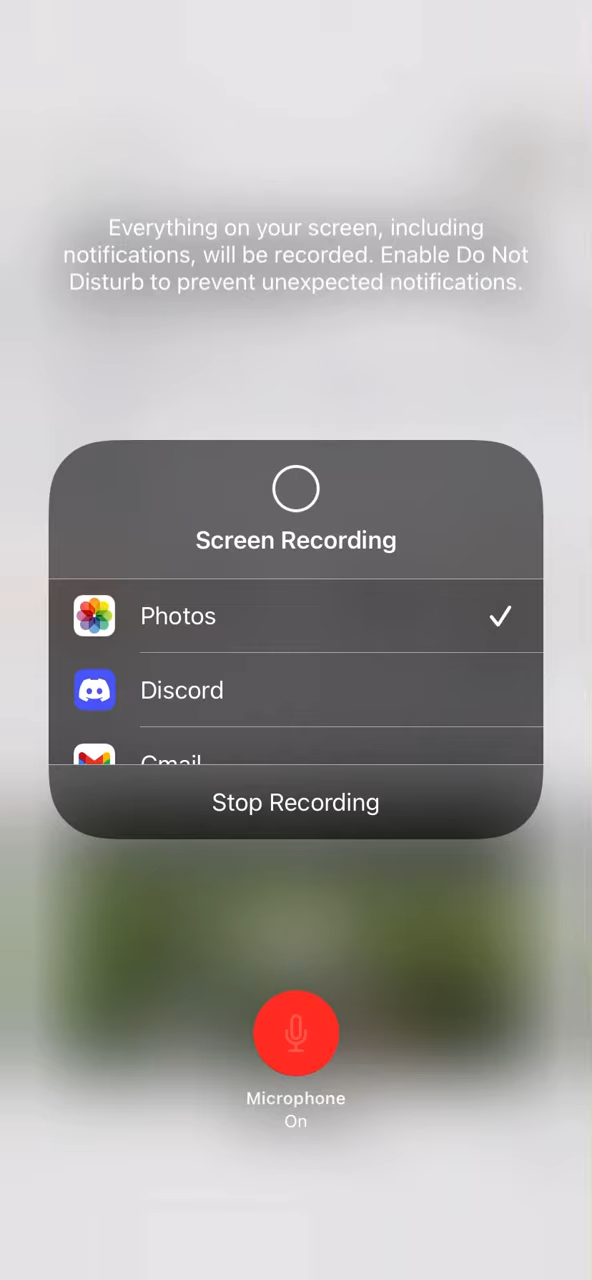 Everything on your screen, including
notifications, will be recorded. Enable Do Not
Disturb to prevent unexpected notifications.
Screen Recording
Photos
Discord
Gmail
Stop Recording
Microphone
On